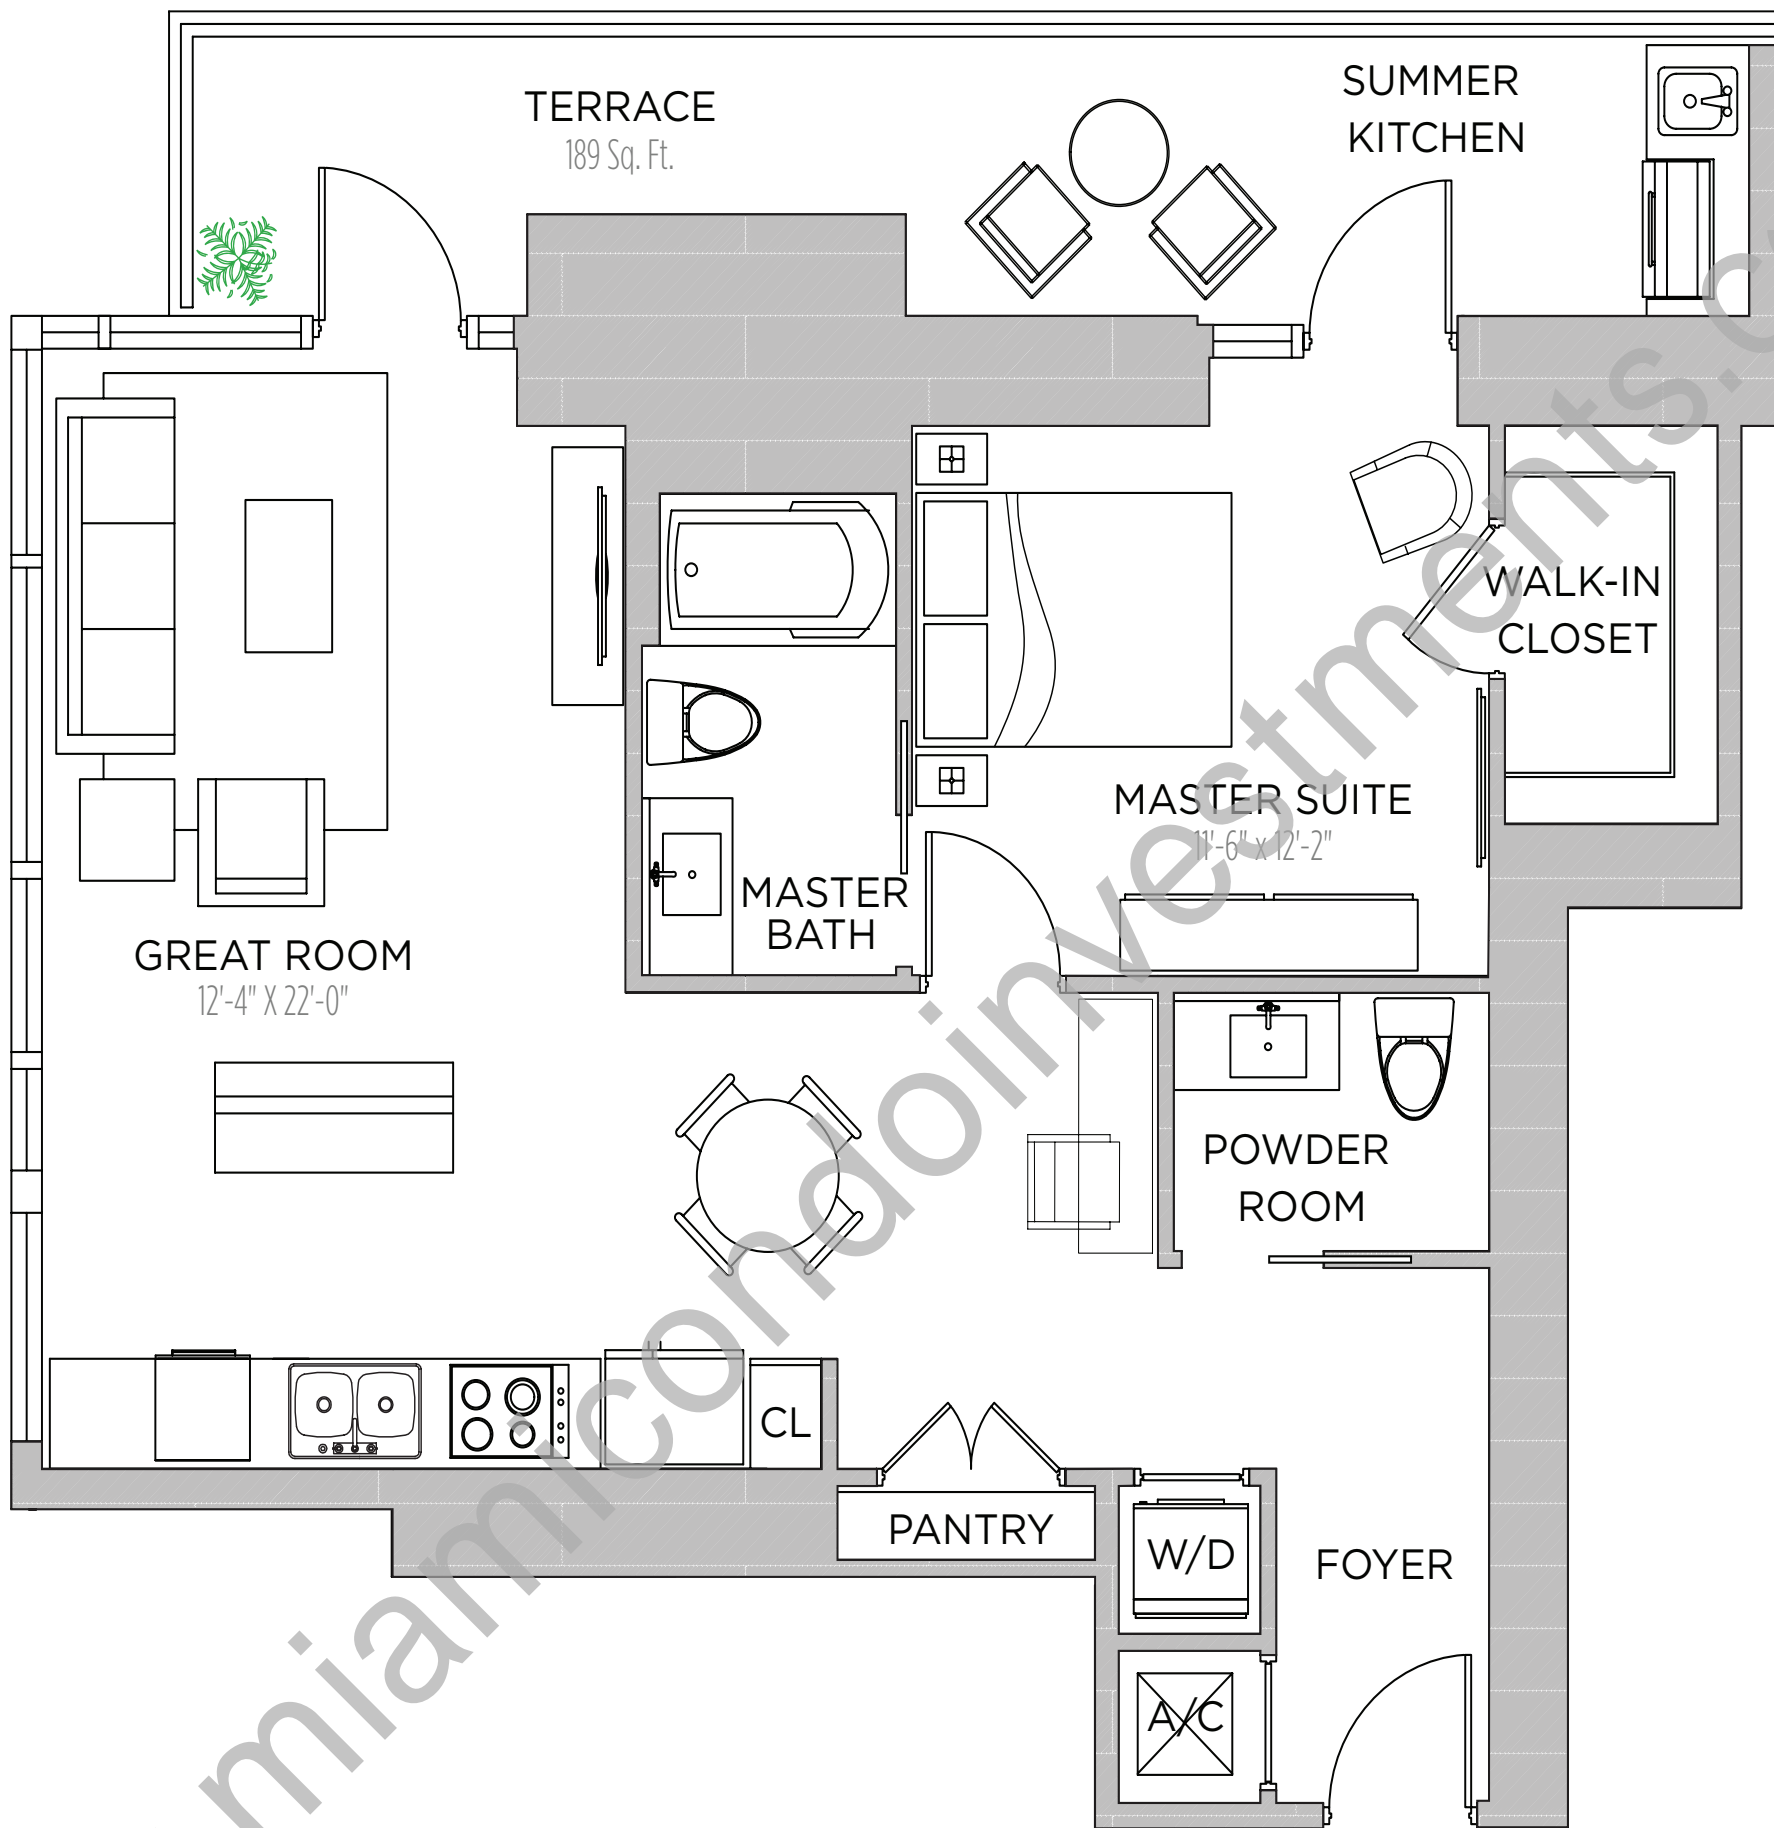 TERRACE
189 Sq. Ft.
SUMMER
KITCHEN
WALK-IN
CLOSET
MASTER SUITE
11'-6" x 12'-2"
MASTER
BATH
GREAT ROOM
12'-4" X 22'-0"
POWDER
ROOM
CL
PANTRY
W/D
FOYER
A/C
miamicondoinvestments.c